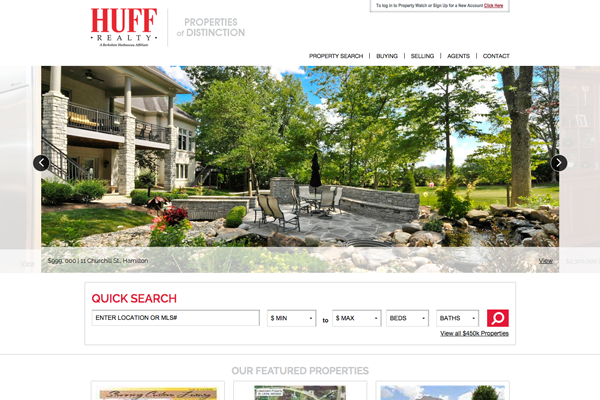 To log in to Property Watch or Sign Up for a New Account Click Here
HUFF
• REALTY •
A Berkshire Hathaway Affiliate
PROPERTIES
of DISTINCTION
PROPERTY SEARCH | BUYING | SELLING | AGENTS | CONTACT
View
$999, 000 | 11 Churchill St., Hamilton
View
QUICK SEARCH
ENTER LOCATION OR MLS#
$ MIN
to
$ MAX
BEDS
BATHS
View all $450k Properties
OUR FEATURED PROPERTIES